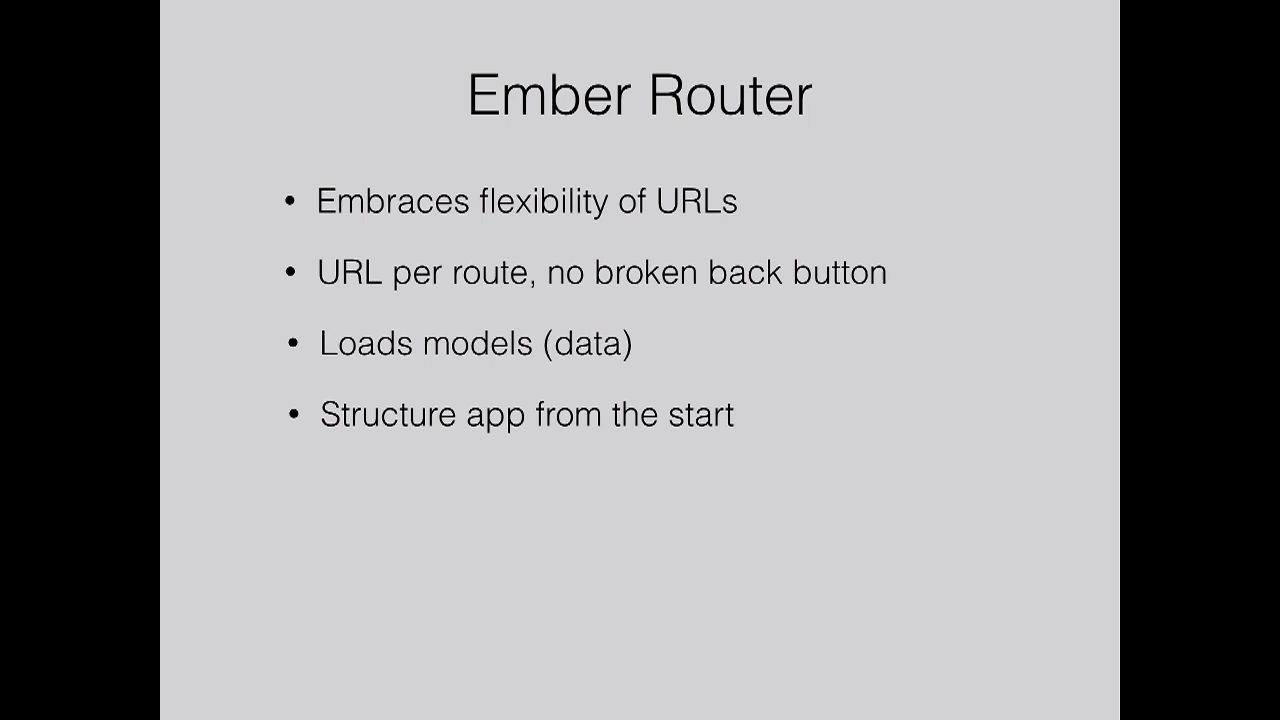 Ember Router
• Embraces flexibility of URLs
• URL per route, no broken back button
• Loads models (data)
• Structure app from the start